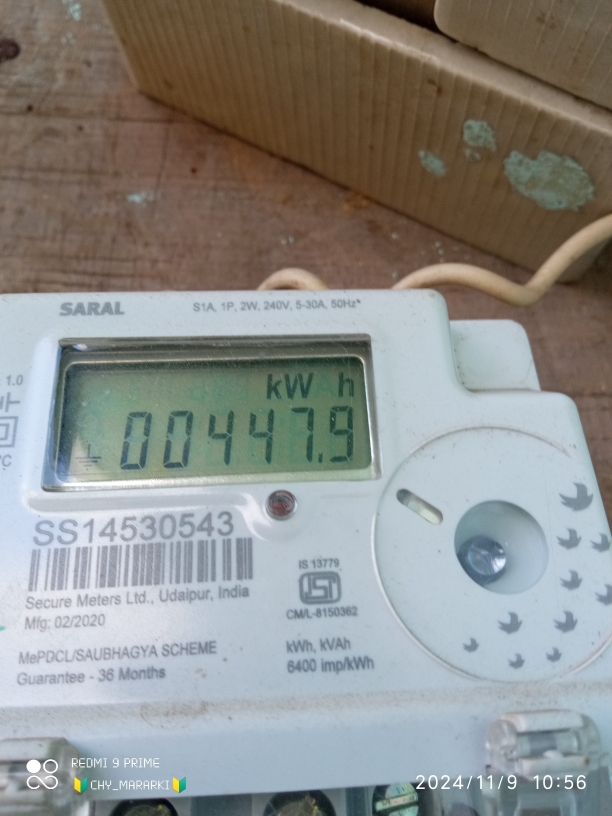 SARAL
S1A, 1P, 2W, 240V, 5-30A, 50Hz*
1.0
kW h
00447.9
°C
SS14530543
Secure Meters Ltd., Udaipur, India
Mfg: 02/2020
MePDCL/SAUBHAGYA SCHEME
Guarantee - 36 Months
IS 13779
ISI
CM/L-8150362
kWh, kVAh
6400 imp/kWh
REDMI 9 PRIME
🔰CHY_MARARKI🔰
2024/11/9 10:56